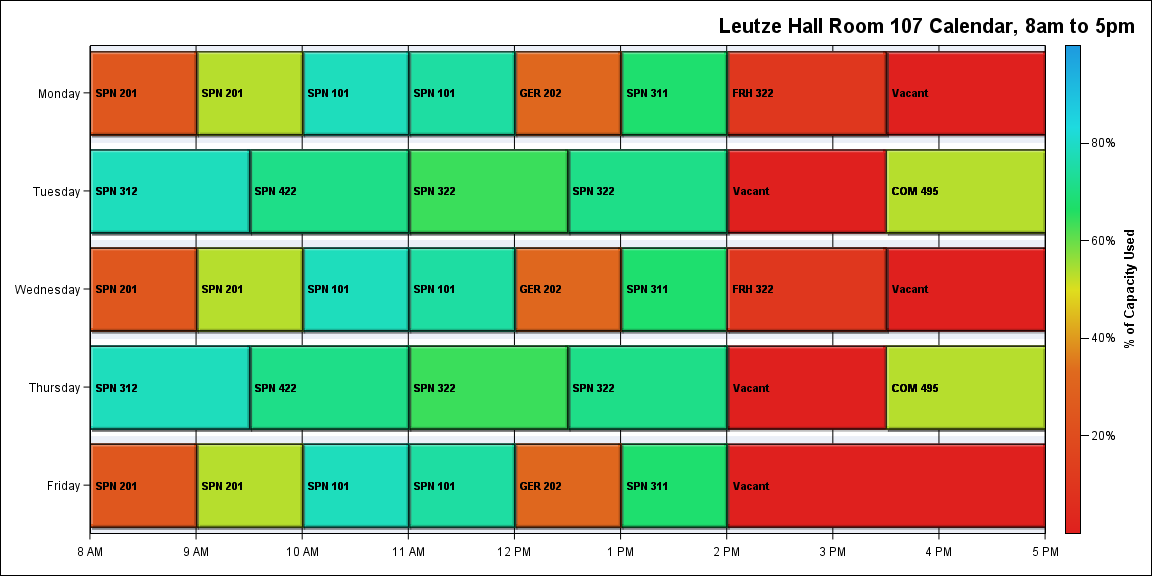 Leutze Hall Room 107 Calendar, 8am to 5pm
Monday
SPN 201
SPN 201
SPN 101
SPN 101
GER 202
SPN 311
FRH 322
Vacant
Tuesday
SPN 312
SPN 422
SPN 322
SPN 322
Vacant
COM 495
Wednesday
SPN 201
SPN 201
SPN 101
SPN 101
GER 202
SPN 311
FRH 322
Vacant
Thursday
SPN 312
SPN 422
SPN 322
SPN 322
Vacant
COM 495
Friday
SPN 201
SPN 201
SPN 101
SPN 101
GER 202
SPN 311
Vacant
8 AM
9 AM
10 AM
11 AM
12 PM
1 PM
2 PM
3 PM
4 PM
5 PM
80%
60%
40%
20%
% of Capacity Used